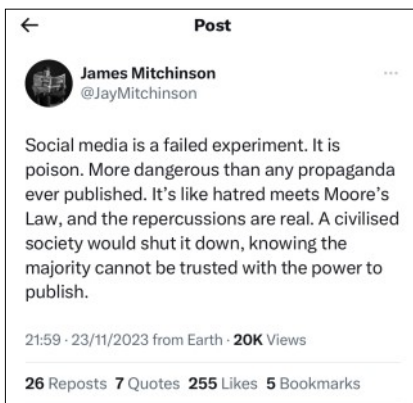 Post
James Mitchinson
@JayMitchinson
Social media is a failed experiment. It is
poison. More dangerous than any propaganda
ever published. It’s like hatred meets Moore’s
Law, and the repercussions are real. A civilised
society would shut it down, knowing the
majority cannot be trusted with the power to
publish.
21:59 · 23/11/2023 from Earth · 20K Views
26 Reposts 7 Quotes 255 Likes 5 Bookmarks